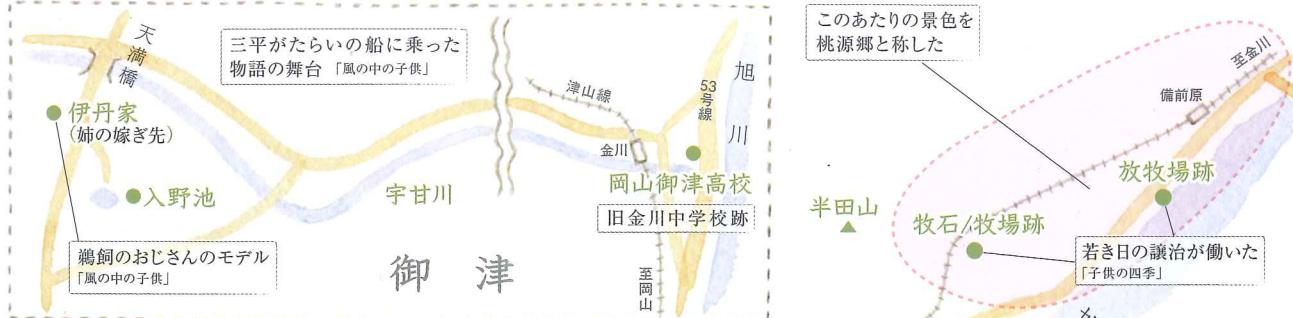 天満橋
三平がたらいの船に乗った
物語の舞台 「風の中の子供」
伊丹家
(姉の嫁ぎ先)
入野池
鵜飼のおじさんのモデル
「風の中の子供」
宇甘川
御津
津山線
53号線
旭川
金川
岡山御津高校
旧金川中学校跡
至岡山
このあたりの景色を
桃源郷と称した
至金川
備前原
放牧場跡
半田山
牧石/牧場跡
若き日の譲治が働いた
「子供の四季」